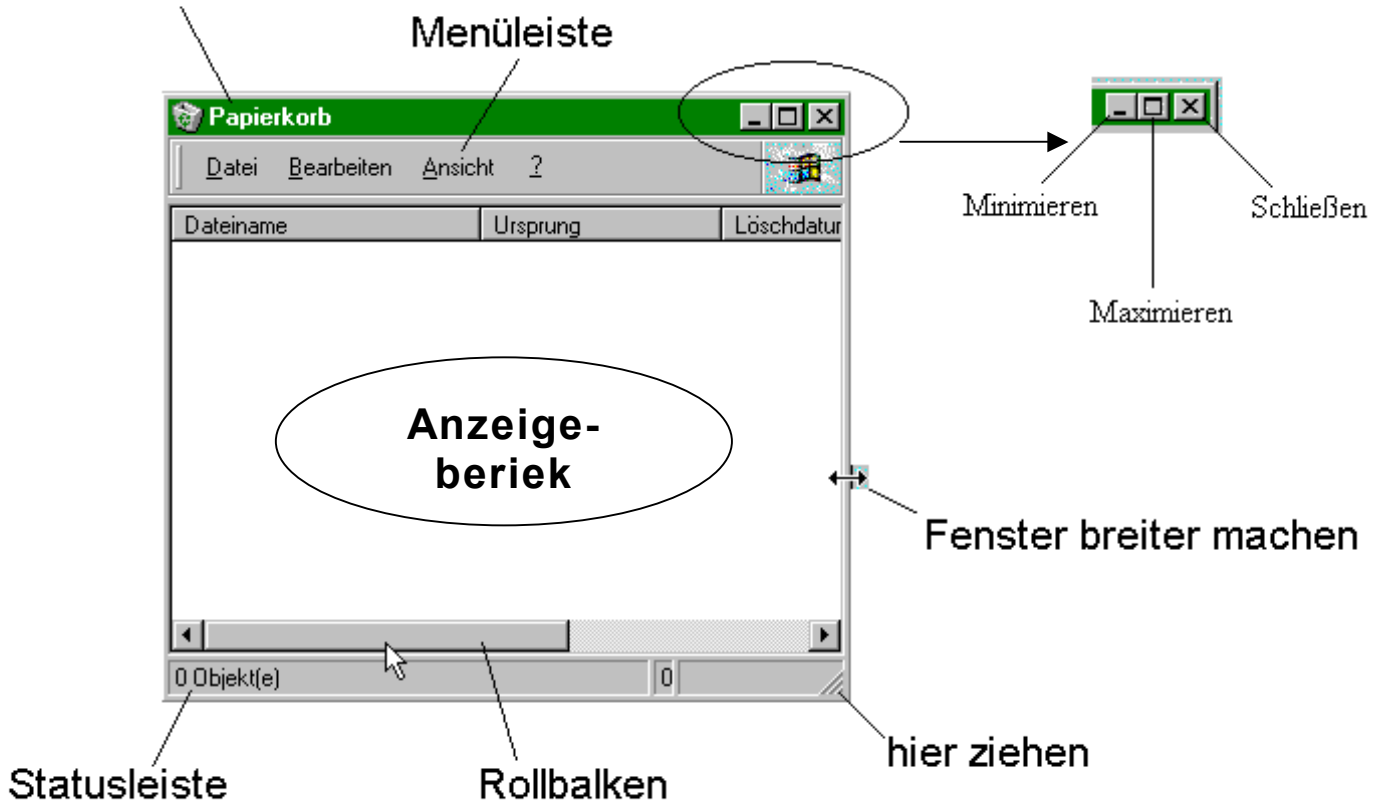 Menüleiste
Papierkorb
Datei Bearbeiten Ansicht ?
Minimieren
Schließen
Dateiname Ursprung Löschdatur
Maximieren
Anzeige-
beriek
Fenster breiter machen
0 Objekt(e) 0
hier ziehen
Statusleiste
Rollbalken